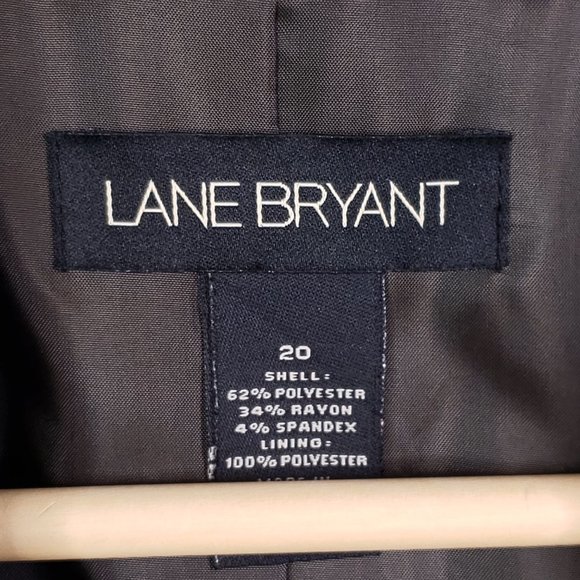 LANE BRYANT
20
SHELL:
62% POLYESTER
34% RAYON
4% SPANDEX
LINING:
100% POLYESTER